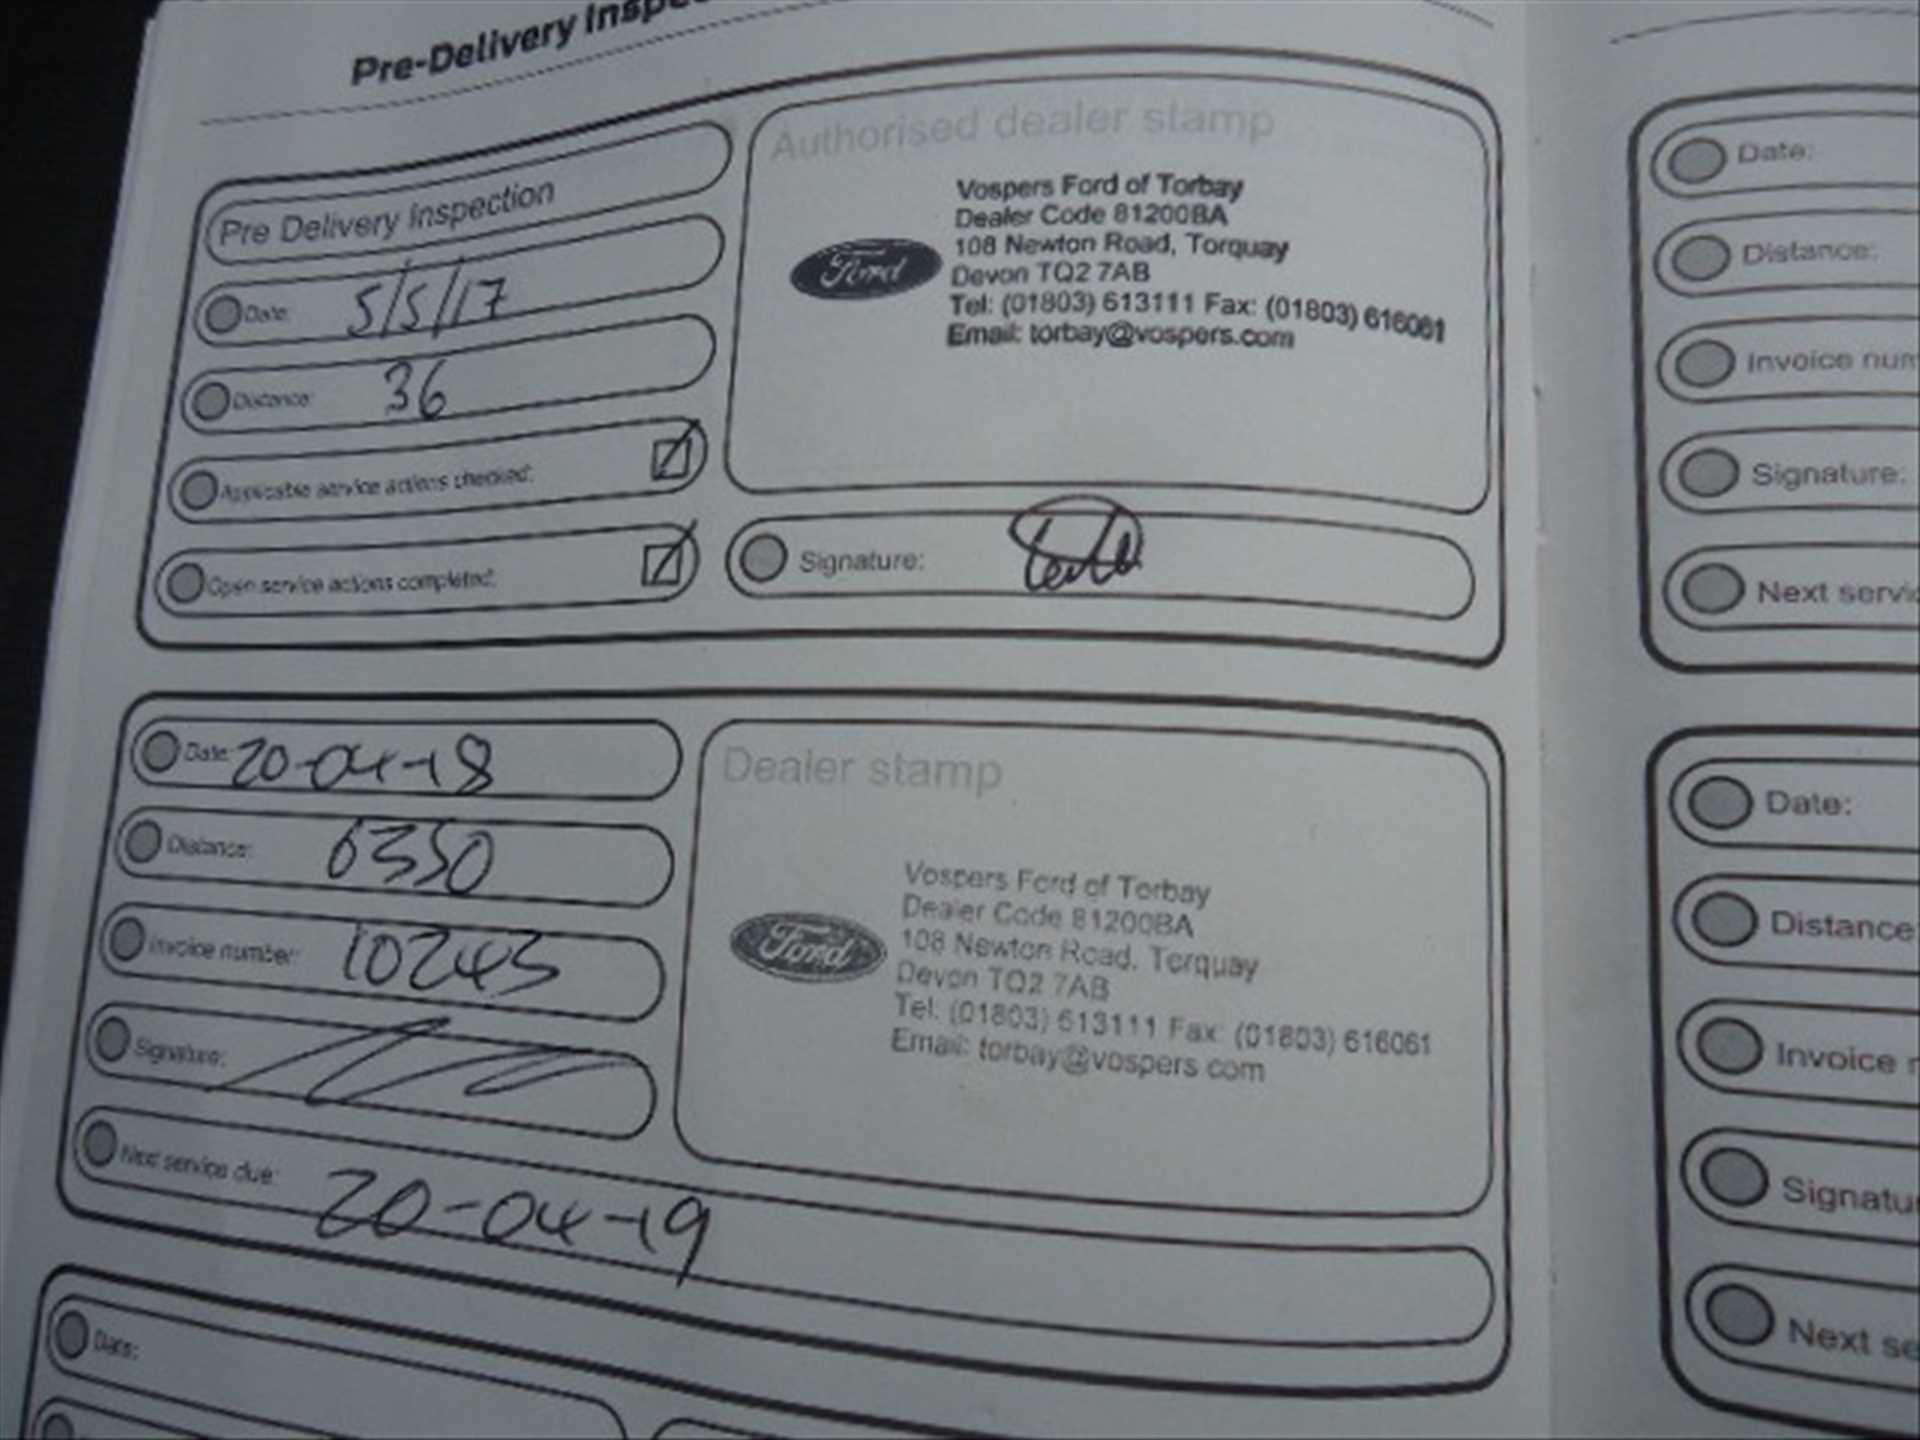 Pre-Delivery Inspe
Pre Delivery Inspection
Date: 5/5/17
Distance: 36
Applicable service actions checked:
Open service actions completed:
Authorised dealer stamp
Ford
Vospers Ford of Torbay
Dealer Code 81200BA
108 Newton Road, Torquay
Devon TQ2 7AB
Tel: (01803) 613111 Fax: (01803) 616061
Email: torbay@vospers.com
Signature:
Date: 20-04-18
Distance: 6350
Invoice number: 10245
Signature:
Next service due: 20-04-19
Dealer stamp
Ford
Vospers Ford of Torbay
Dealer Code 81200BA
108 Newton Road, Torquay
Devon TQ2 7AB
Tel: (01803) 613111 Fax: (01803) 616061
Email: torbay@vospers.com
Date:
Date:
Distance:
Invoice num
Signature:
Next servic
Date:
Distance
Invoice n
Signatur
Next se